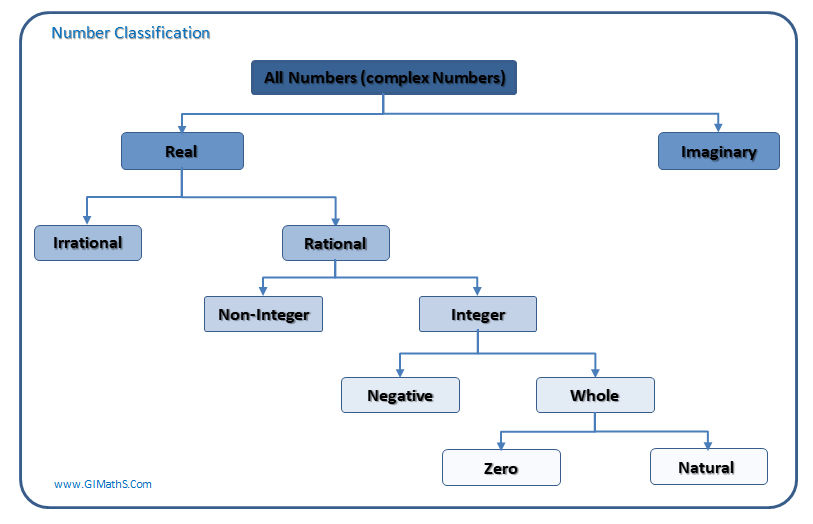 Number Classification
All Numbers (complex Numbers)
Real
Imaginary
Irrational
Rational
Non-Integer
Integer
Negative
Whole
Zero
Natural
www.GIMathS.Com